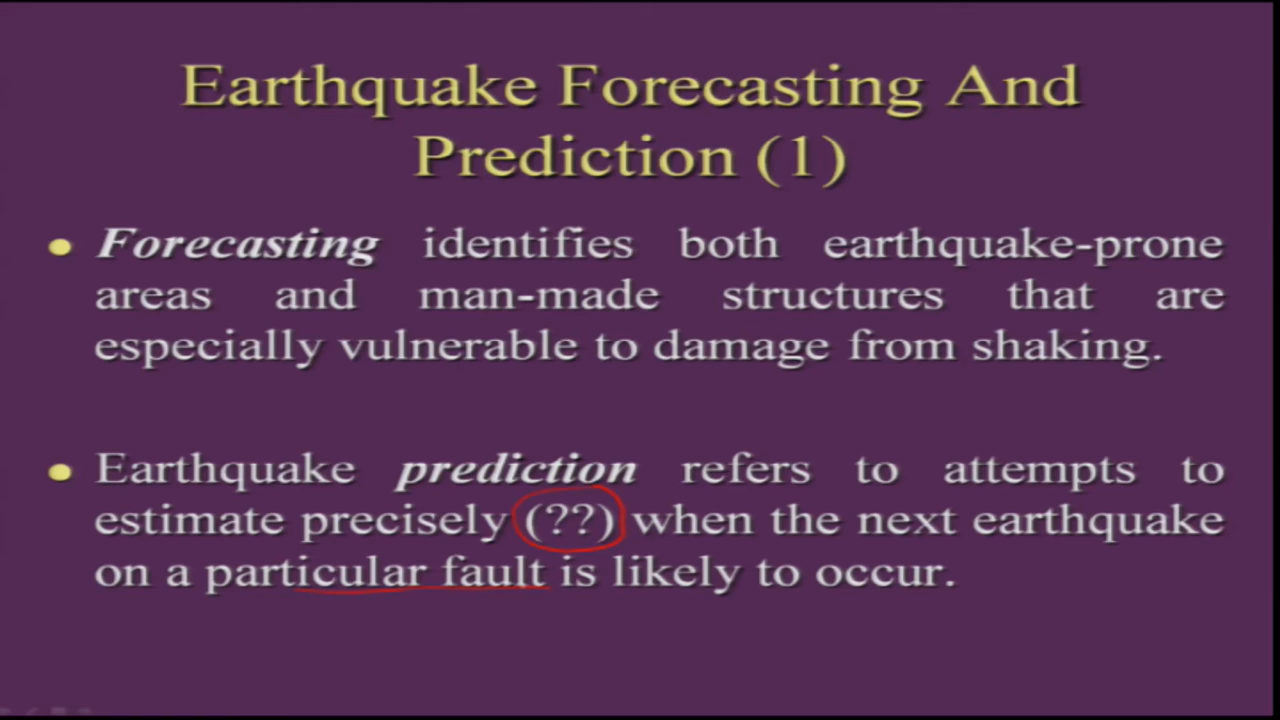 Earthquake Forecasting And
Prediction (1)
• Forecasting identifies both earthquake-prone
areas and man-made structures that are
especially vulnerable to damage from shaking.
• Earthquake prediction refers to attempts to
estimate precisely (??) when the next earthquake
on a particular fault is likely to occur.